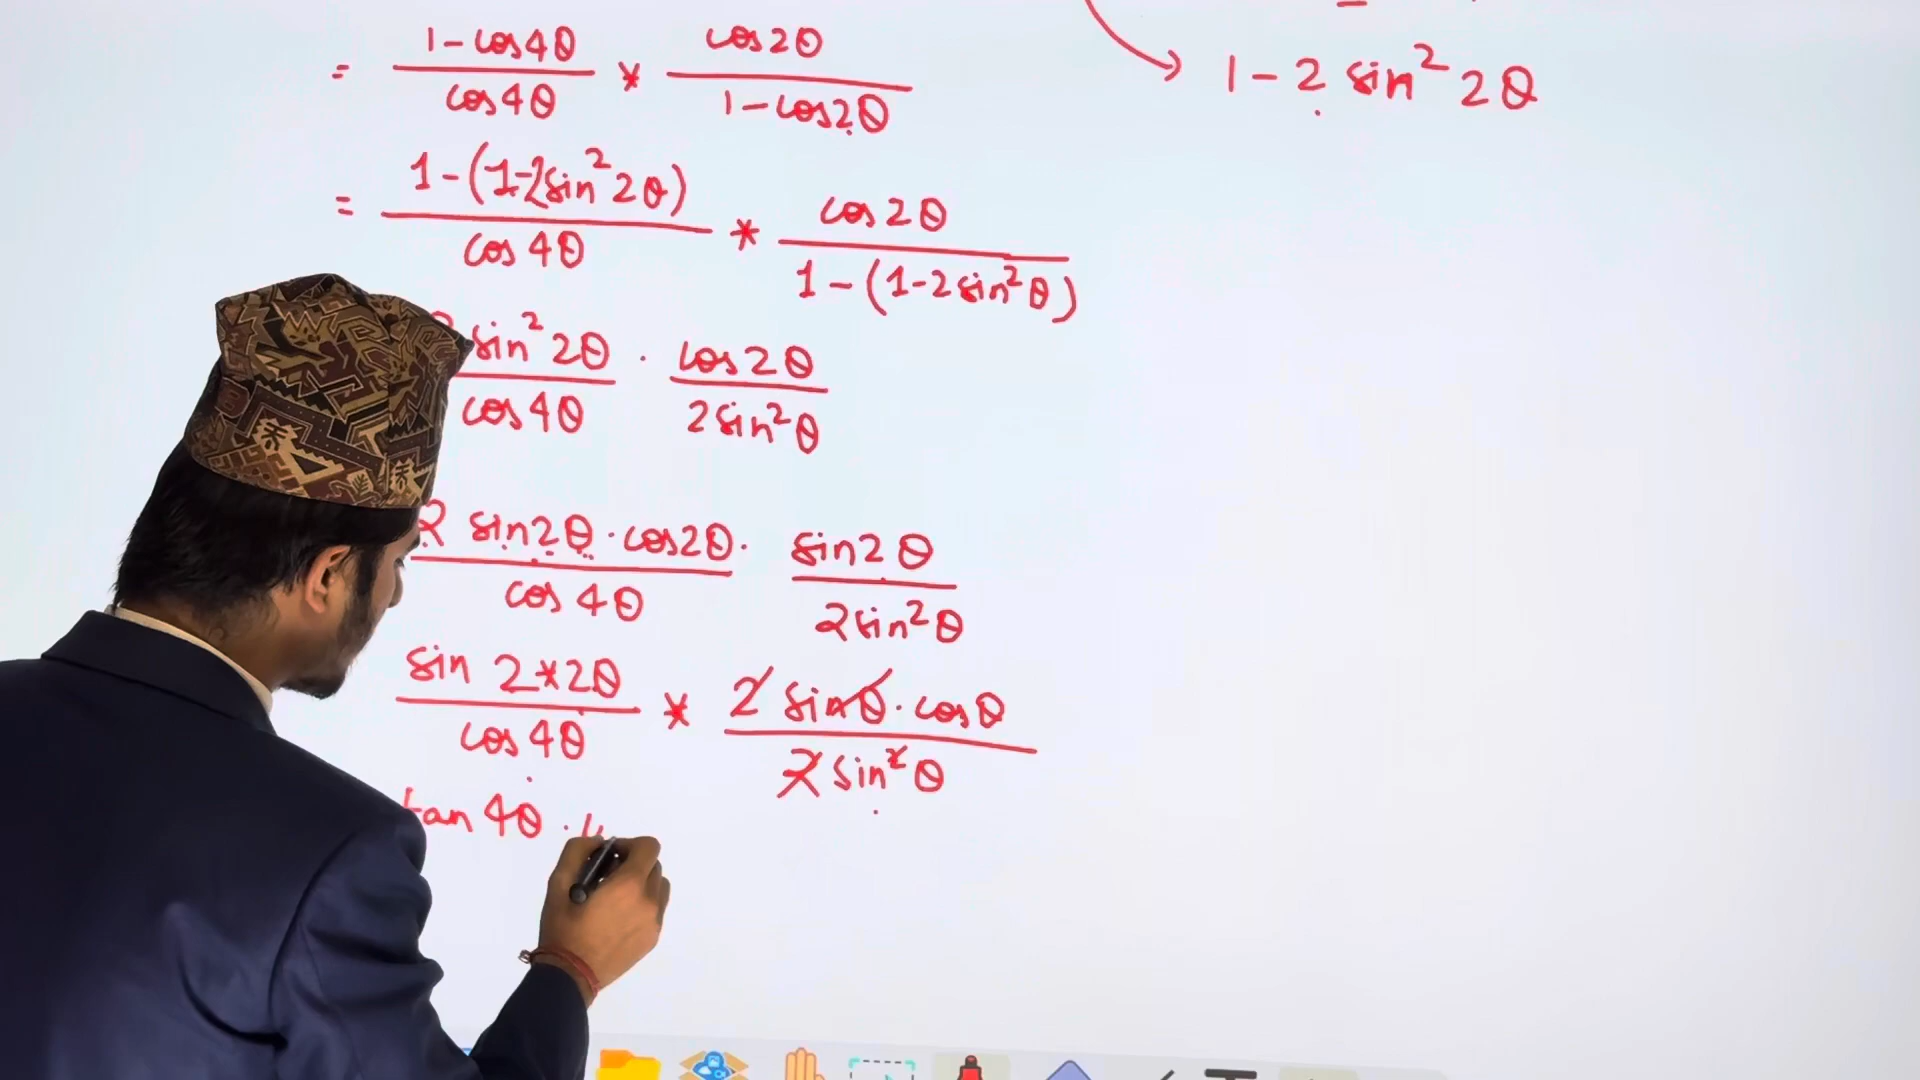 = (1-cos4θ)/(cos4θ) * (cos2θ)/(1-cos2θ)
1-2 sin² 2θ
= (1-(1-2sin² 2θ))/(cos 4θ) * (cos 2θ)/(1-(1-2sin²θ))
sin² 2θ/(cos 4θ) · (cos 2θ)/(2sin²θ)
(2 sin2θ·cos2θ)/(cos 4θ) · (sin2θ)/(2sin²θ)
(sin 2*2θ)/(cos 4θ) * (2 sinθ·cosθ)/(2 sin²θ)
tan 4θ ·